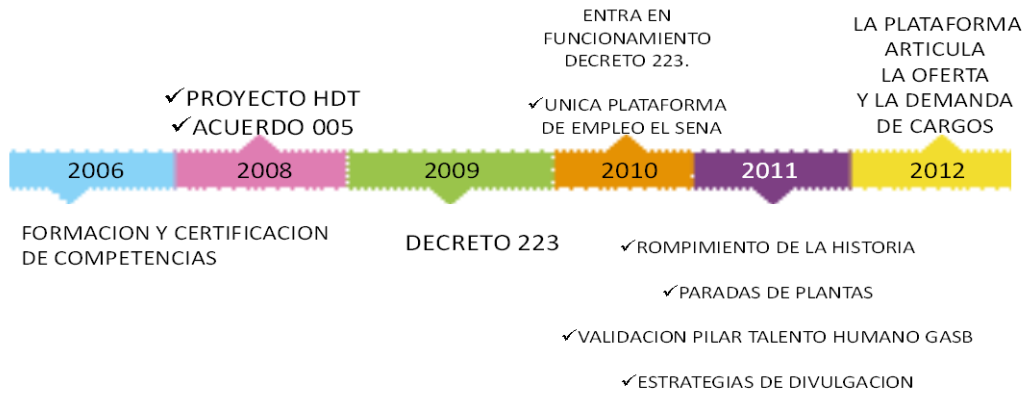 ENTRA EN
FUNCIONAMIENTO
DECRETO 223.
✓UNICA PLATAFORMA
DE EMPLEO EL SENA
LA PLATAFORMA
ARTICULA
LA OFERTA
Y LA DEMANDA
DE CARGOS
✓PROYECTO HDT
✓ACUERDO 005
2006
2008
2009
2010
2011
2012
FORMACION Y CERTIFICACION
DE COMPETENCIAS
DECRETO 223
✓ROMPIMIENTO DE LA HISTORIA
✓PARADAS DE PLANTAS
✓VALIDACION PILAR TALENTO HUMANO GASB
✓ESTRATEGIAS DE DIVULGACION